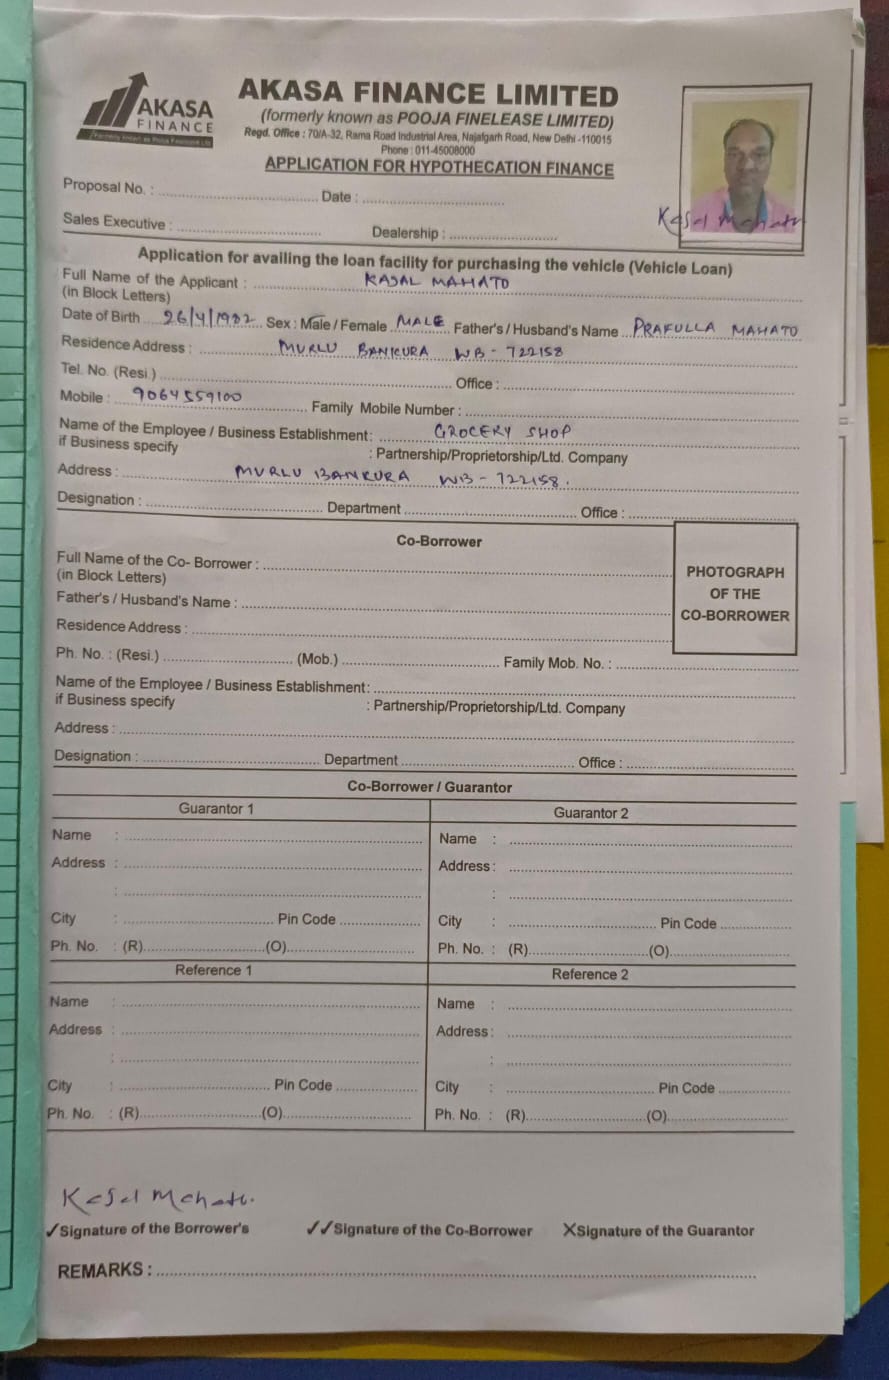 AKASA
FINANCE
(Formerly known as Pooja Finelease Ltd)
AKASA FINANCE LIMITED
(formerly known as POOJA FINELEASE LIMITED)
Regd. Office : 70/A-32, Rama Road Industrial Area, Najafgarh Road, New Delhi -110015
Phone : 011-45008000
APPLICATION FOR HYPOTHECATION FINANCE
Proposal No. : Date :
Kajal Mahato
Sales Executive : Dealership :
Application for availing the loan facility for purchasing the vehicle (Vehicle Loan)
Full Name of the Applicant : KAJAL MAHATO
(in Block Letters)
Date of Birth 26/4/1982 Sex : Male / Female MALE Father's / Husband's Name PRAFULLA MAHATO
Residence Address : MURLU BANKURA WB - 722158
Tel. No. (Resi.) Office :
Mobile : 9064559100 Family Mobile Number :
Name of the Employee / Business Establishment : GROCERY SHOP
if Business specify : Partnership/Proprietorship/Ltd. Company
Address : MURLU BANKURA WB - 722158.
Designation : Department Office :
Co-Borrower
Full Name of the Co- Borrower :
(in Block Letters)
PHOTOGRAPH
OF THE
CO-BORROWER
Father's / Husband's Name :
Residence Address :
Ph. No. : (Resi.) (Mob.) Family Mob. No. :
Name of the Employee / Business Establishment :
if Business specify : Partnership/Proprietorship/Ltd. Company
Address :
Designation : Department Office :
Co-Borrower / Guarantor
Guarantor 1 Guarantor 2
Name : Name :
Address : Address :
: :
City : Pin Code City : Pin Code
Ph. No. : (R) (O) Ph. No. : (R) (O)
Reference 1 Reference 2
Name : Name :
Address : Address :
: :
City : Pin Code City : Pin Code
Ph. No. : (R) (O) Ph. No. : (R) (O)
Kajal Mahato.
✓Signature of the Borrower's ✓✓Signature of the Co-Borrower XSignature of the Guarantor
REMARKS :